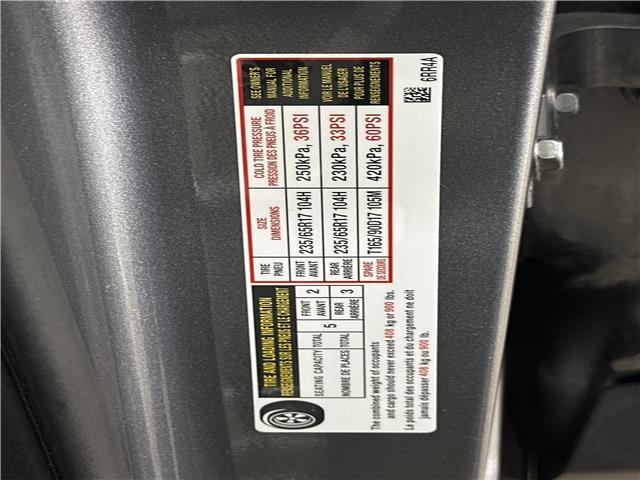 TIRE AND LOADING INFORMATION
RENSEIGNEMENTS SUR LES PNEUS ET LE CHARGEMENT
SEATING CAPACITY TOTAL
NOMBRE DE PLACES TOTAL
5
FRONT
AVANT
2
REAR
ARRIÈRE
3
The combined weight of occupants
and cargo should never exceed 408 kg or 900 lbs.
Le poids total des occupants et du chargement ne doit
jamais dépasser 408 kg ou 900 lb.
TIRE
PNEU
SIZE
DIMENSIONS
COLD TIRE PRESSURE
PRESSION DES PNEUS À FROID
FRONT
AVANT
235/65R17 104H
250kPa, 36PSI
REAR
ARRIÈRE
235/65R17 104H
230kPa, 33PSI
SPARE
DE SECOURS
T165/90D17 105M
420kPa, 60PSI
SEE OWNER'S
MANUAL FOR
ADDITIONAL
INFORMATION
VOIR LE MANUEL
DE L'USAGER
POUR PLUS DE
RENSEIGNEMENTS
6RR4A